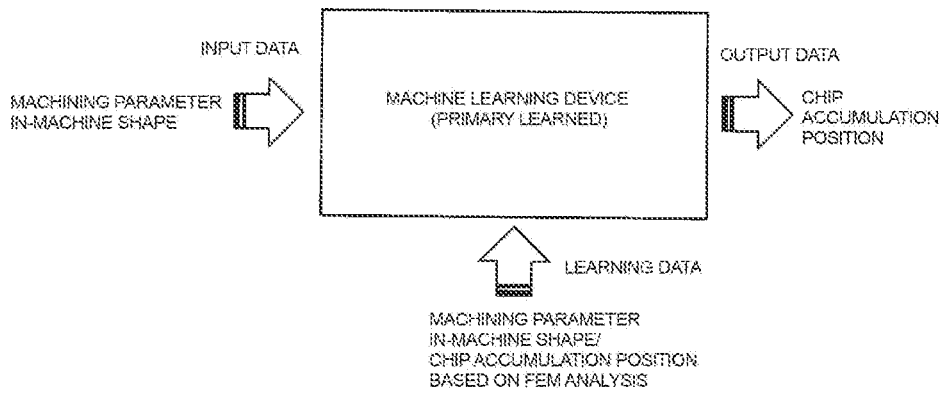 INPUT DATA
MACHINING PARAMETER
IN-MACHINE SHAPE
MACHINE LEARNING DEVICE
(PRIMARY LEARNED)
OUTPUT DATA
CHIP
ACCUMULATION
POSITION
LEARNING DATA
MACHINING PARAMETER
IN-MACHINE SHAPE/
CHIP ACCUMULATION POSITION
BASED ON FEM ANALYSIS